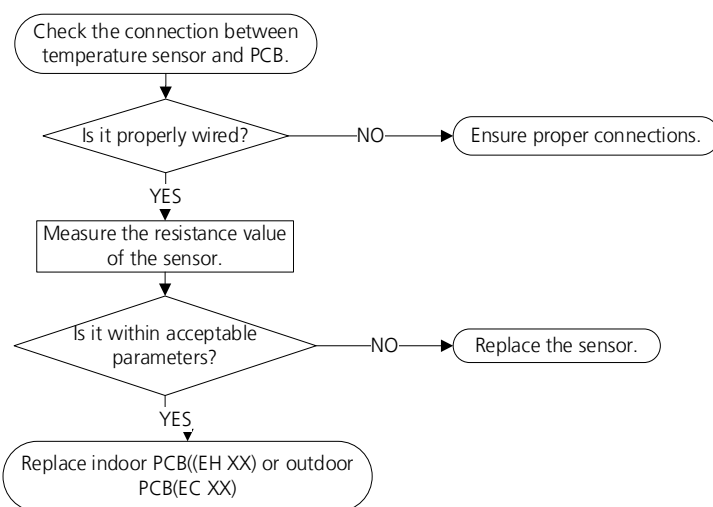 Check the connection between
temperature sensor and PCB.
Is it properly wired?
NO
Ensure proper connections.
YES
Measure the resistance value
of the sensor.
Is it within acceptable
parameters?
NO
Replace the sensor.
YES
Replace indoor PCB((EH XX) or outdoor
PCB(EC XX)